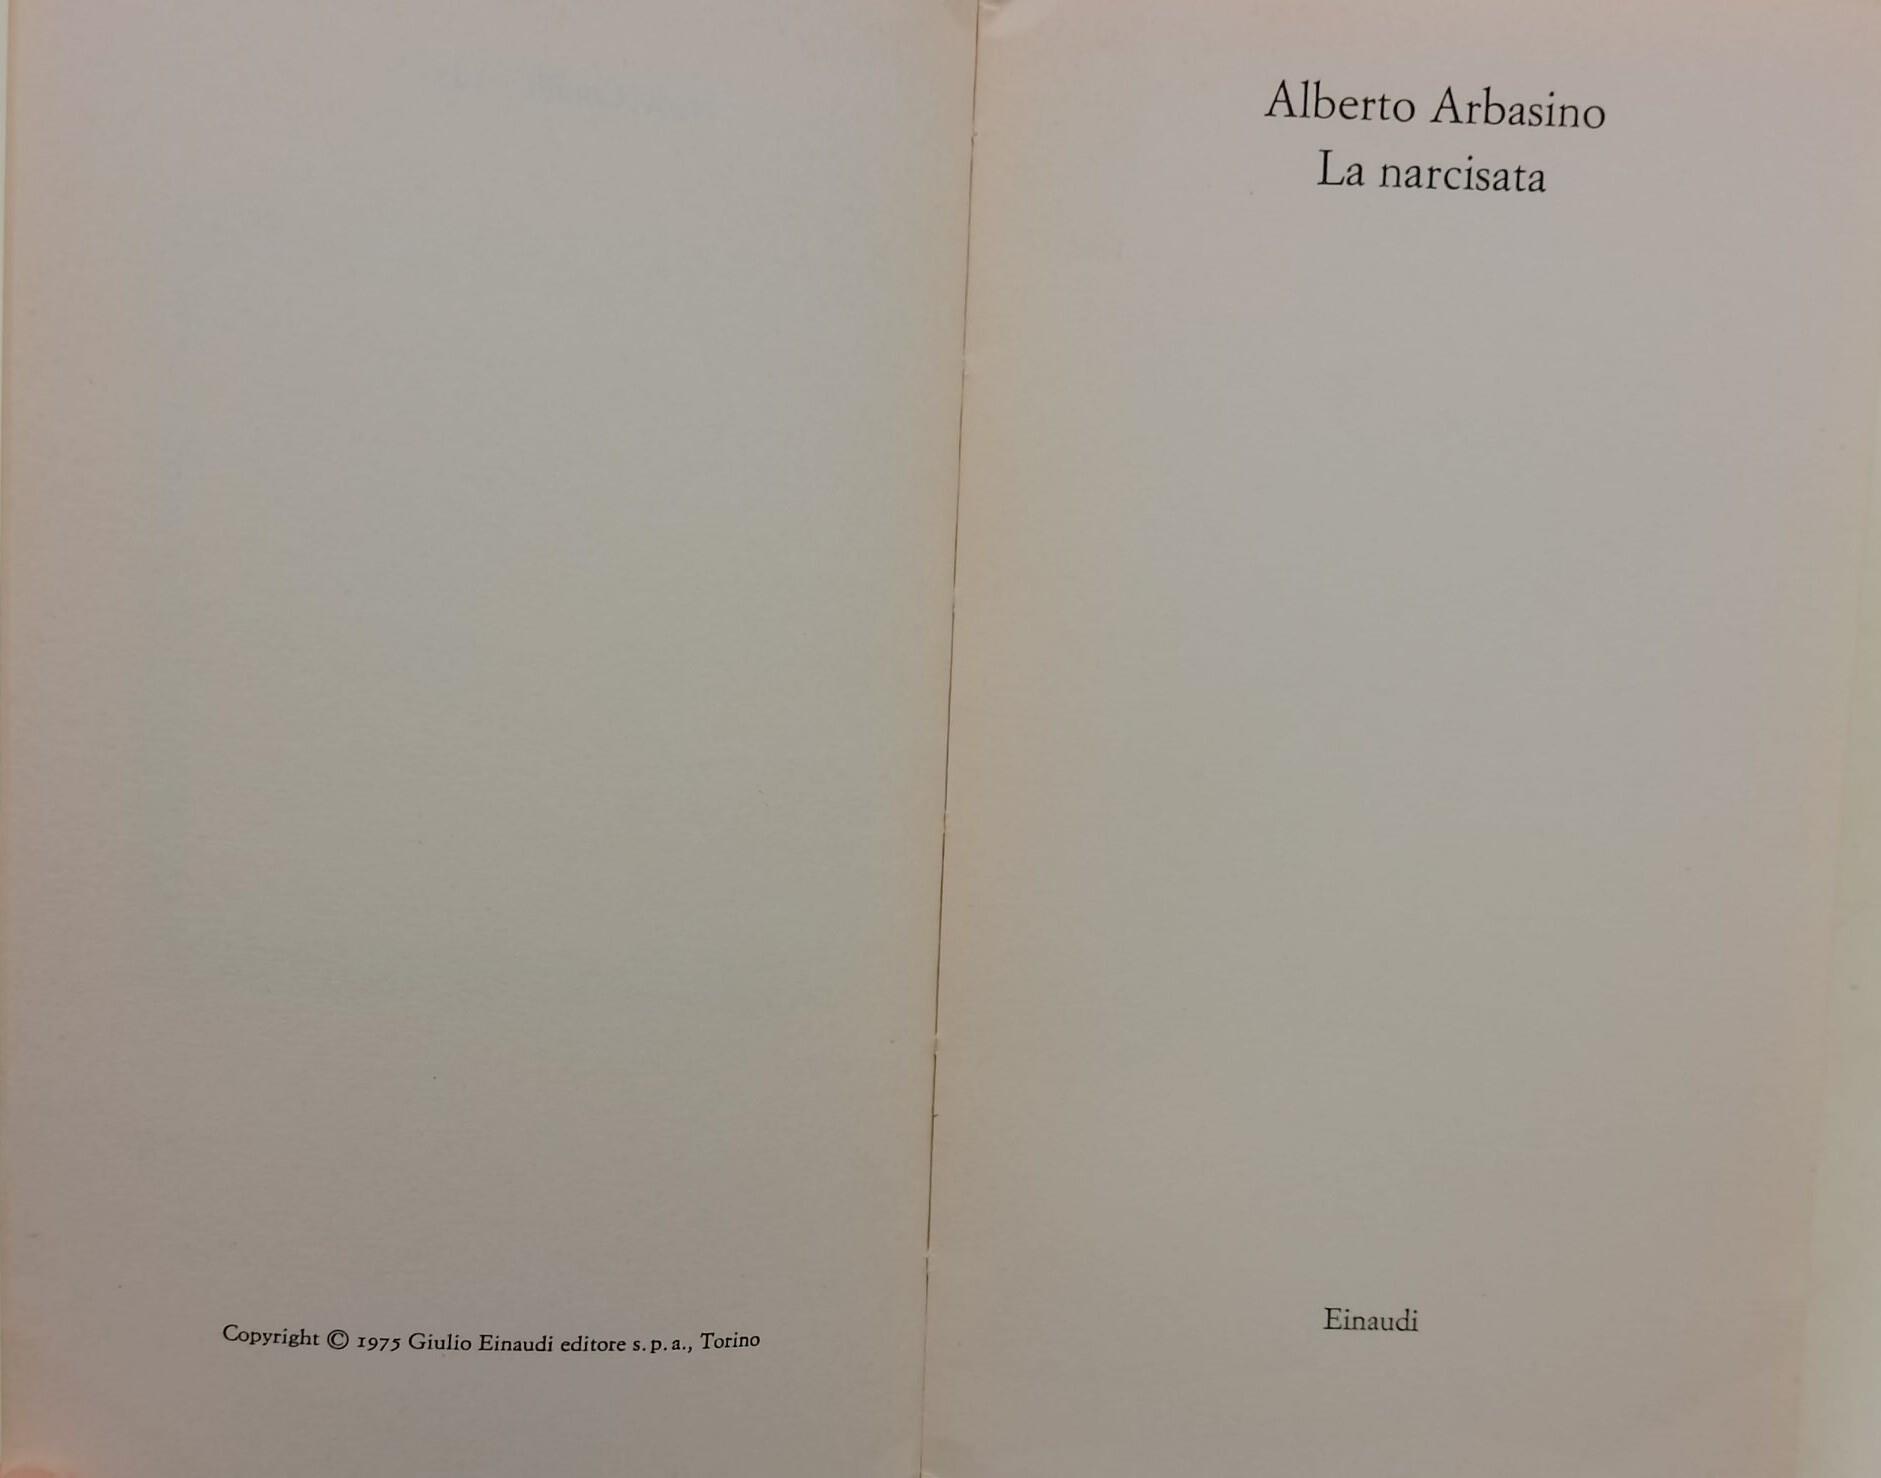 Copyright © 1975 Giulio Einaudi editore s. p. a., Torino
Alberto Arbasino
La narcisata
Einaudi